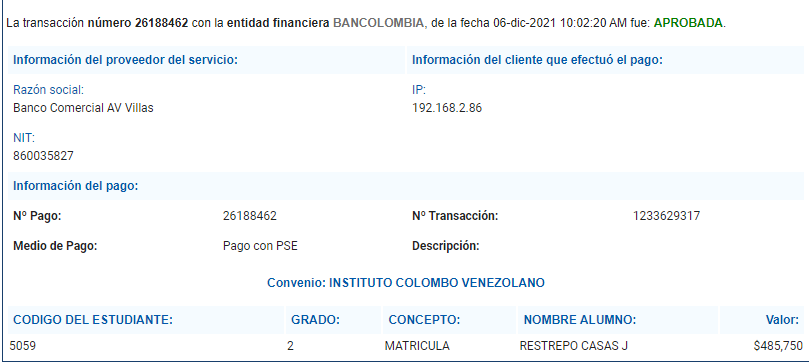 La transacción número 26188462 con la entidad financiera BANCOLOMBIA, de la fecha 06-dic-2021 10:02:20 AM fue: APROBADA.
Información del proveedor del servicio: Información del cliente que efectuó el pago:
Razón social: IP:
Banco Comercial AV Villas 192.168.2.86
NIT:
860035827
Información del pago:
Nº Pago: 26188462 Nº Transacción: 1233629317
Medio de Pago: Pago con PSE Descripción:
Convenio: INSTITUTO COLOMBO VENEZOLANO
CODIGO DEL ESTUDIANTE: GRADO: CONCEPTO: NOMBRE ALUMNO: Valor:
5059 2 MATRICULA RESTREPO CASAS J $485,750